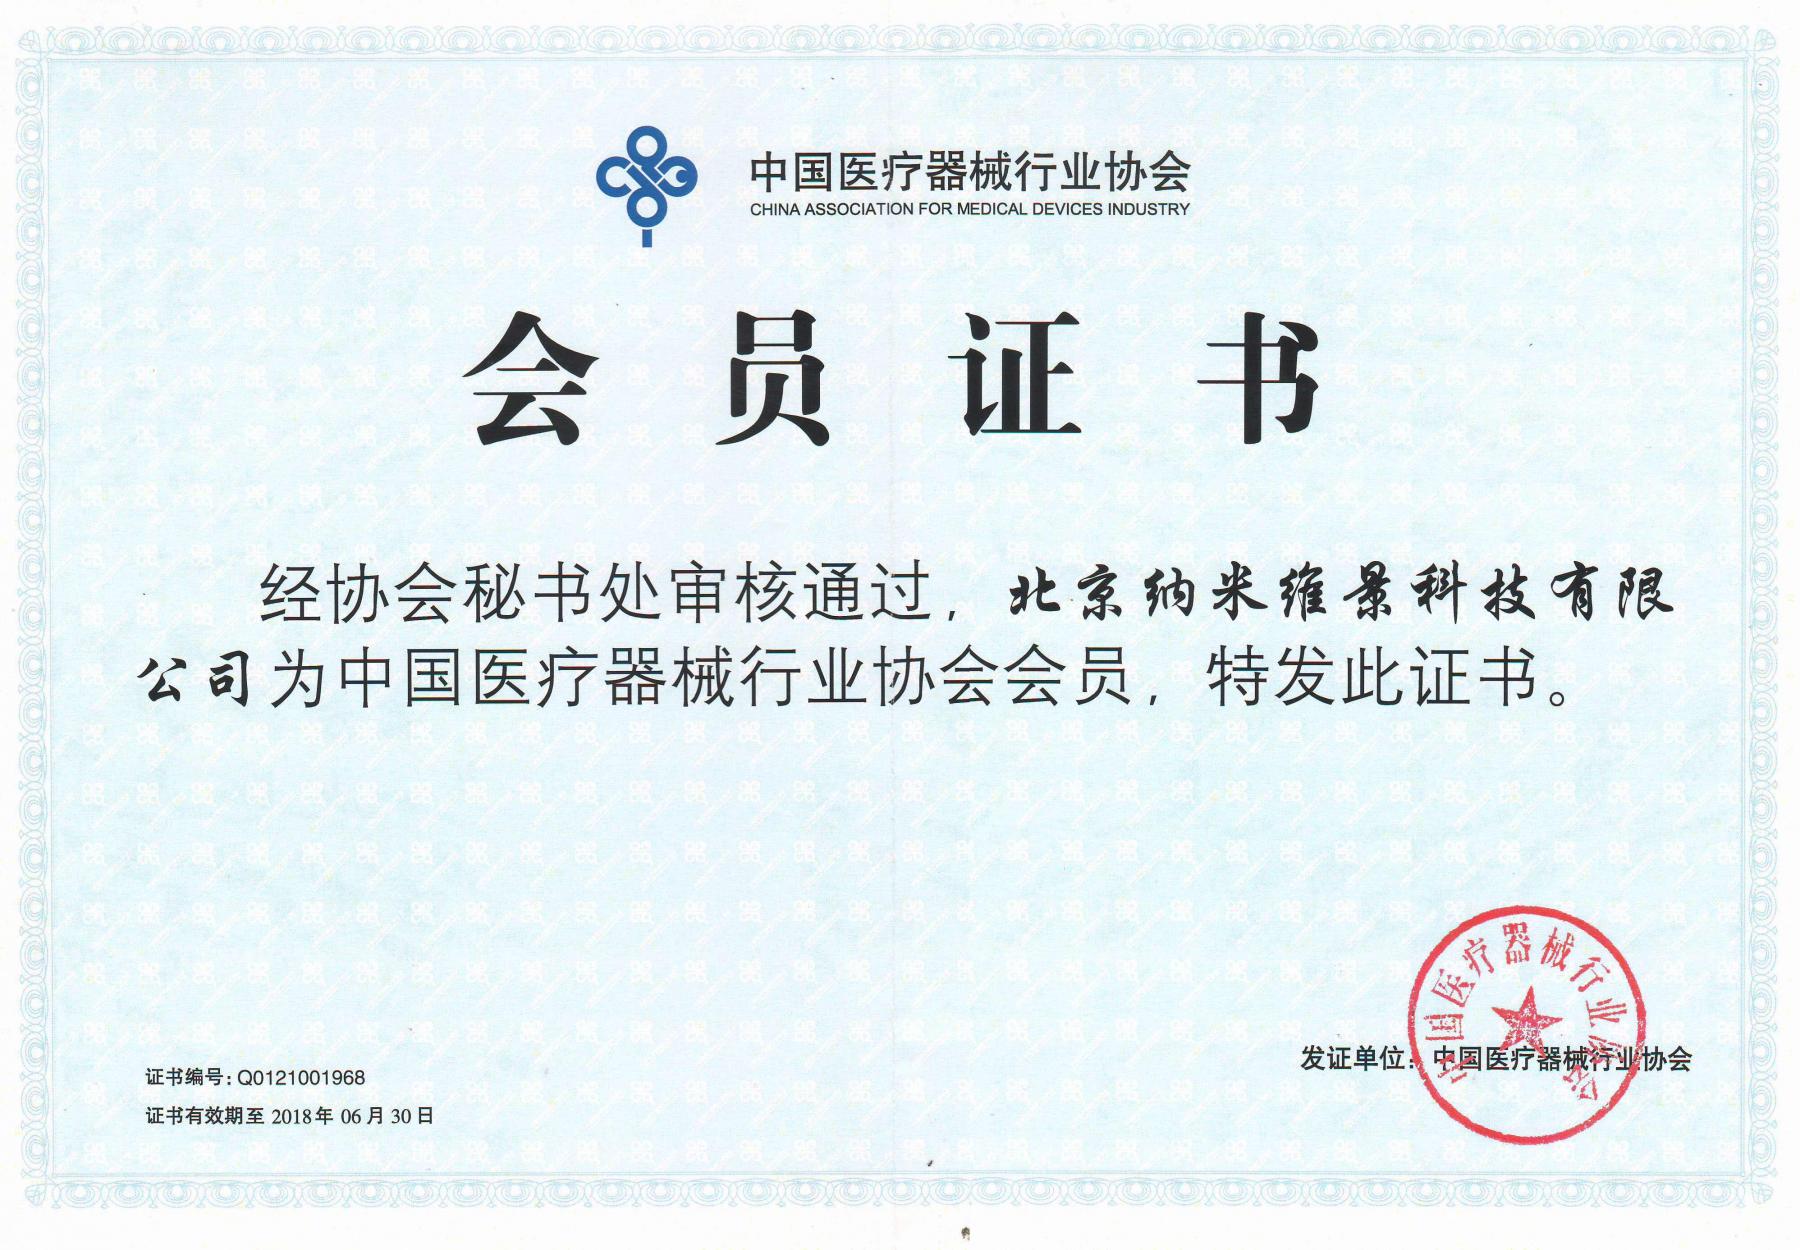 中国医疗器械行业协会
CHINA ASSOCIATION FOR MEDICAL DEVICES INDUSTRY
会员证书
经协会秘书处审核通过，北京纳米维景科技有限
公司为中国医疗器械行业协会会员，特发此证书。
中国医疗器械行业协会
发证单位：中国医疗器械行业协会
证书编号：Q0121001968
证书有效期至 2018年 06月30日